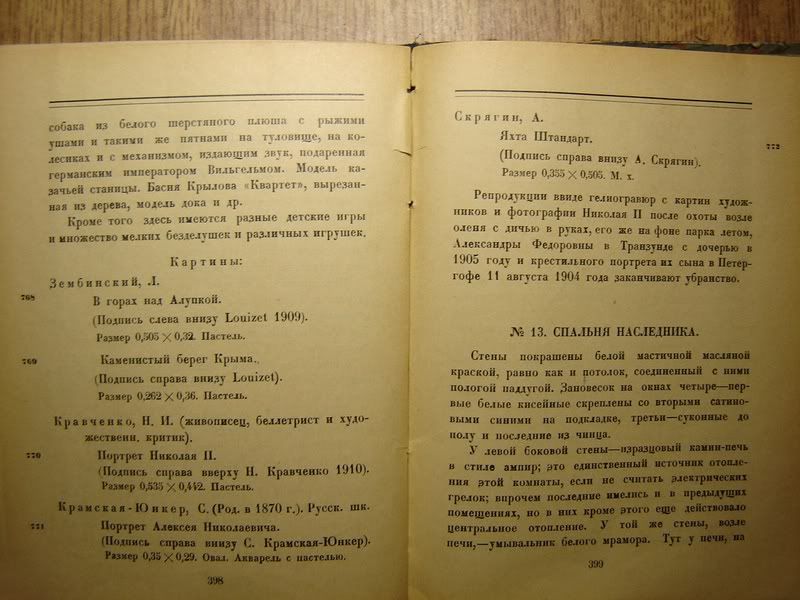 собака из белого шерстяного плюша с рыжими
ушами и такими же пятнами на туловище, на ко-
лесиках и с механизмом, издающим звук, подаренная
германским императором Вильгельмом. Модель ка-
зачьей станицы. Басня Крылова «Квартет», вырезан-
ная из дерева, модель дока и др.
Кроме того здесь имеются разные детские игры
и множество мелких безделушек и различных игрушек.
Картины:
Зембинский, Л.
768
В горах над Алупкой.
(Подпись слева внизу Louizet 1909).
Размер 0,505 × 0,32. Пастель.
769
Каменистый берег Крыма.
(Подпись справа внизу Louizet).
Размер 0,262 × 0,36. Пастель.
Кравченко, Н. И. (живописец, беллетрист и худо-
жественн. критик).
770
Портрет Николая II.
(Подпись справа вверху Н. Кравченко 1910).
Размер 0,535 × 0,442. Пастель.
Крамская-Юнкер, С. (Род. в 1870 г.). Русск. шк.
771
Портрет Алексея Николаевича.
(Подпись справа внизу С. Крамская-Юнкер).
Размер 0,35 × 0,29. Овал. Акварель с пастелью.
398
Скрягин, А.
Яхта Штандарт.
772
(Подпись справа внизу А. Скрягин).
Размер 0,355 × 0,505. М. х.
Репродукции ввиде гелиогравюр с картин худож-
ников и фотографии Николая II после охоты возле
оленя с дичью в руках, его же на фоне парка летом,
Александры Федоровны в Транзунде с дочерью в
1905 году и крестильного портрета их сына в Петер-
гофе 11 августа 1904 года заканчивают убранство.
№ 13. СПАЛЬНЯ НАСЛЕДНИКА.
Стены покрашены белой мастичной масляной
краской, равно как и потолок, соединенный с ними
пологой паддугой. Зановесок на окнах четыре—пер-
вые белые кисейные скреплены со вторыми сатино-
выми синими на подкладке, третьи—суконные до
полу и последние из чинца.
У левой боковой стены—изразцовый камин-печь
в стиле ампир; это единственный источник отопле-
ния этой комнаты, если не считать электрических
грелок; впрочем последние имелись и в предыдущих
помещениях, но в них кроме этого еще действовало
центральное отопление. У той же стены, возле
печи,—умывальник белого мрамора. Тут у печи, на
399